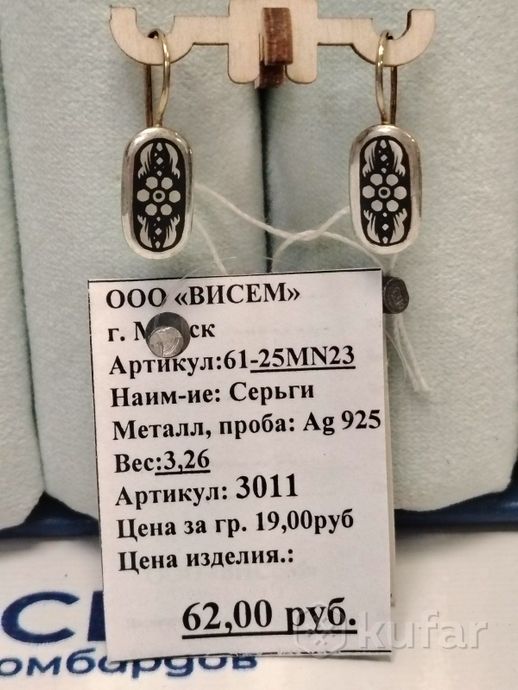 ООО «ВИСЕМ»
г. М ск
Артикул:61-25MN23
Наим-ие: Серьги
Металл, проба: Ag 925
Вес:3,26
Артикул: 3011
Цена за гр. 19,00руб
Цена изделия.:
62,00 руб.
kufar
омбардов